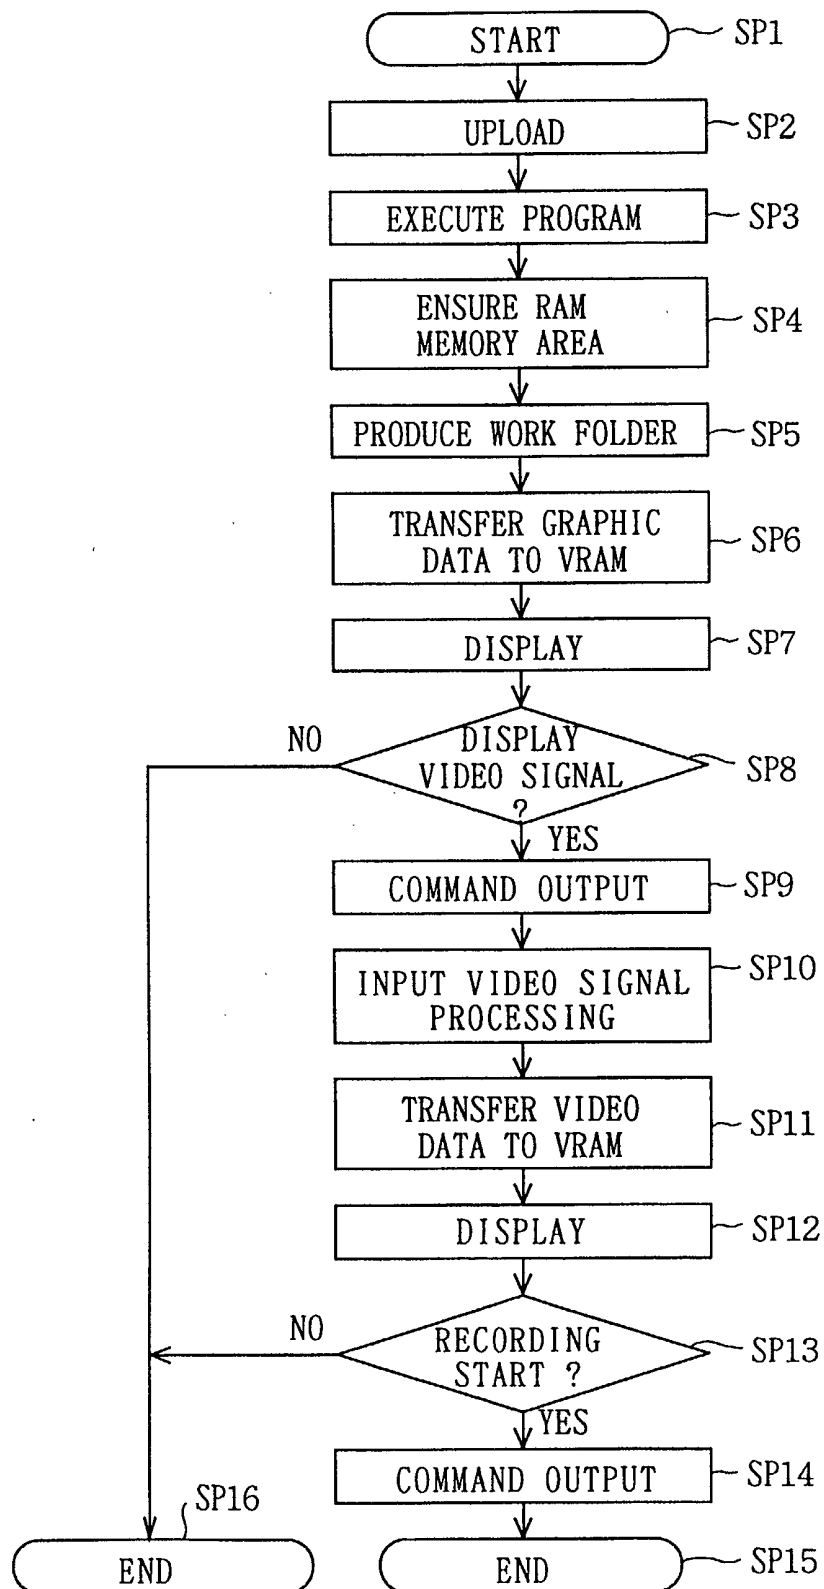 START
SP1
UPLOAD
SP2
EXECUTE PROGRAM
SP3
ENSURE RAM
MEMORY AREA
SP4
PRODUCE WORK FOLDER
SP5
TRANSFER GRAPHIC
DATA TO VRAM
SP6
DISPLAY
SP7
NO
DISPLAY
VIDEO SIGNAL
?
SP8
YES
COMMAND OUTPUT
SP9
INPUT VIDEO SIGNAL
PROCESSING
SP10
TRANSFER VIDEO
DATA TO VRAM
SP11
DISPLAY
SP12
NO
RECORDING
START ?
SP13
YES
COMMAND OUTPUT
SP14
SP16
END
END
SP15